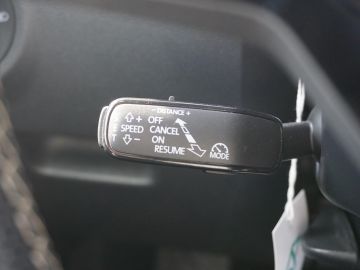 - DISTANCE +
+ OFF
SPEED CANCEL
- ON
RESUME
MODE